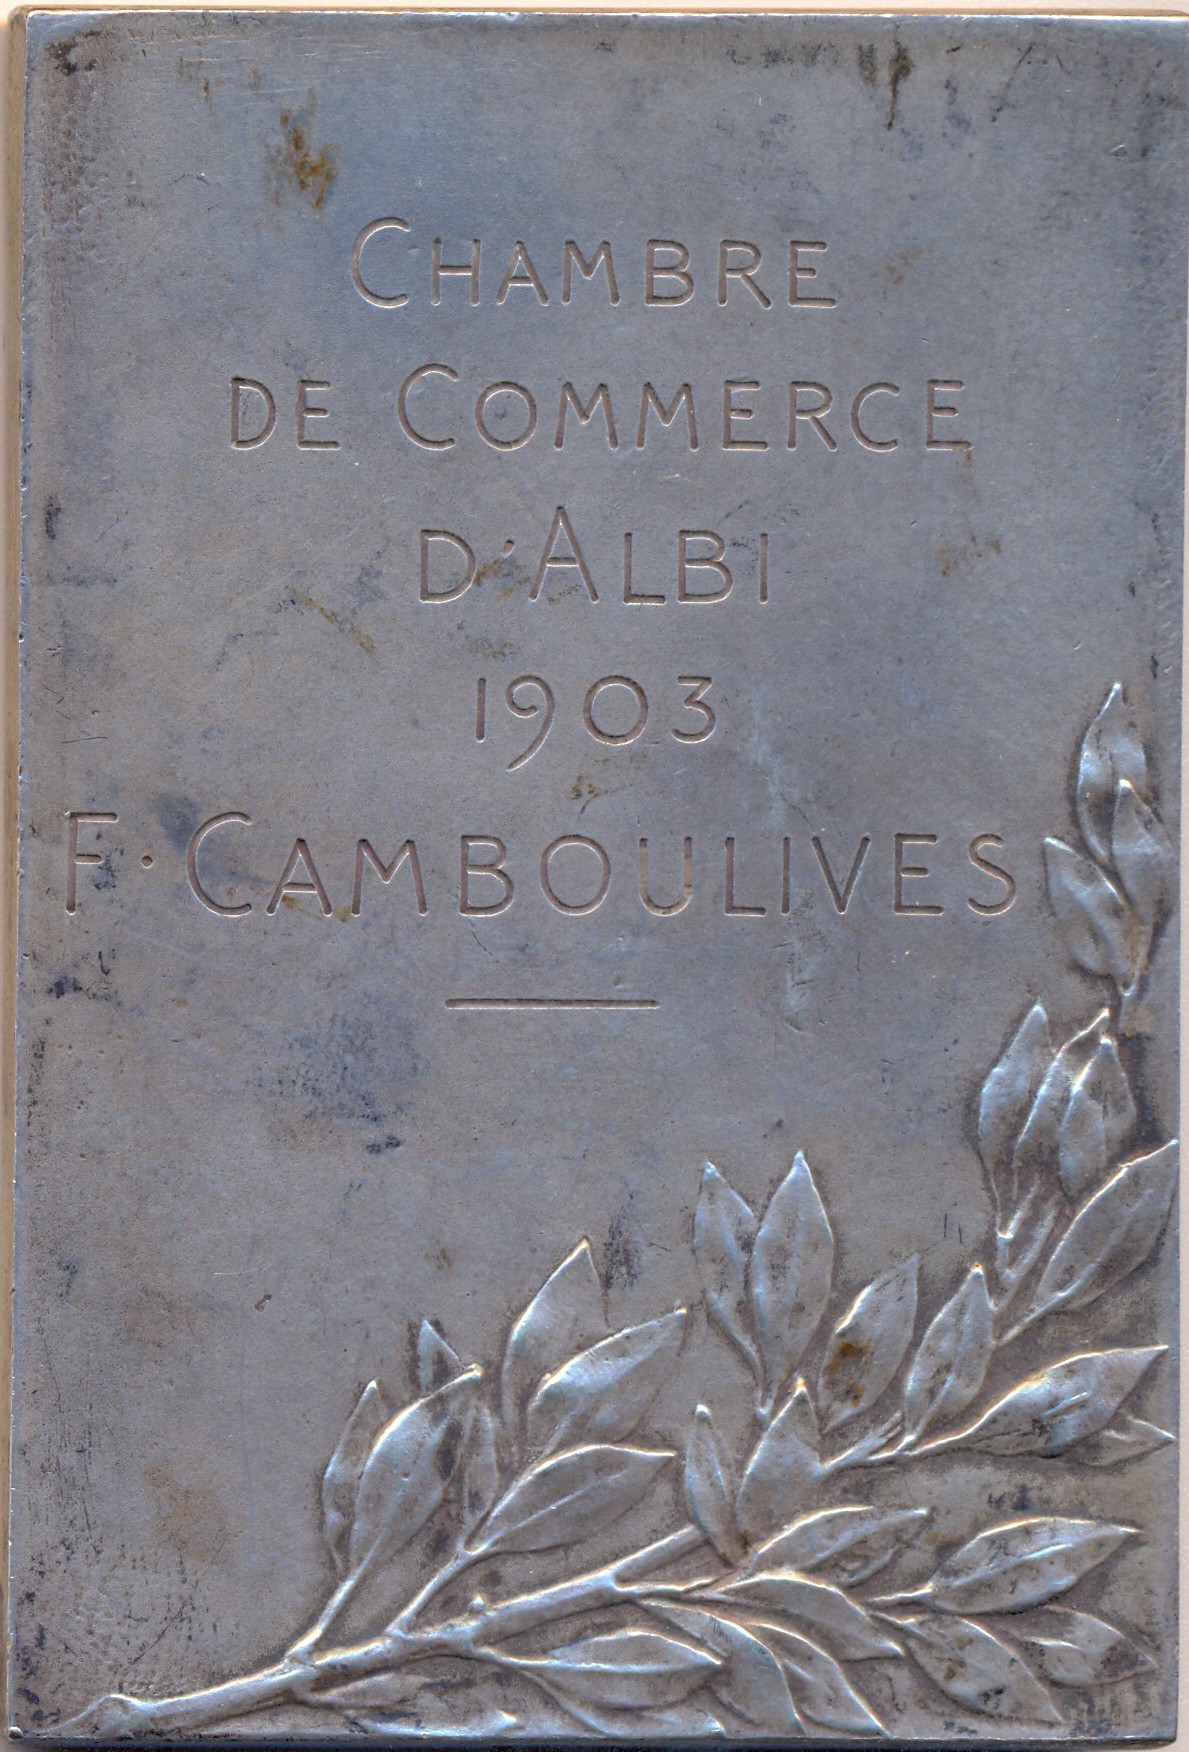 CHAMBRE
DE COMMERCE
D'ALBI
1903
F. CAMBOULIVES